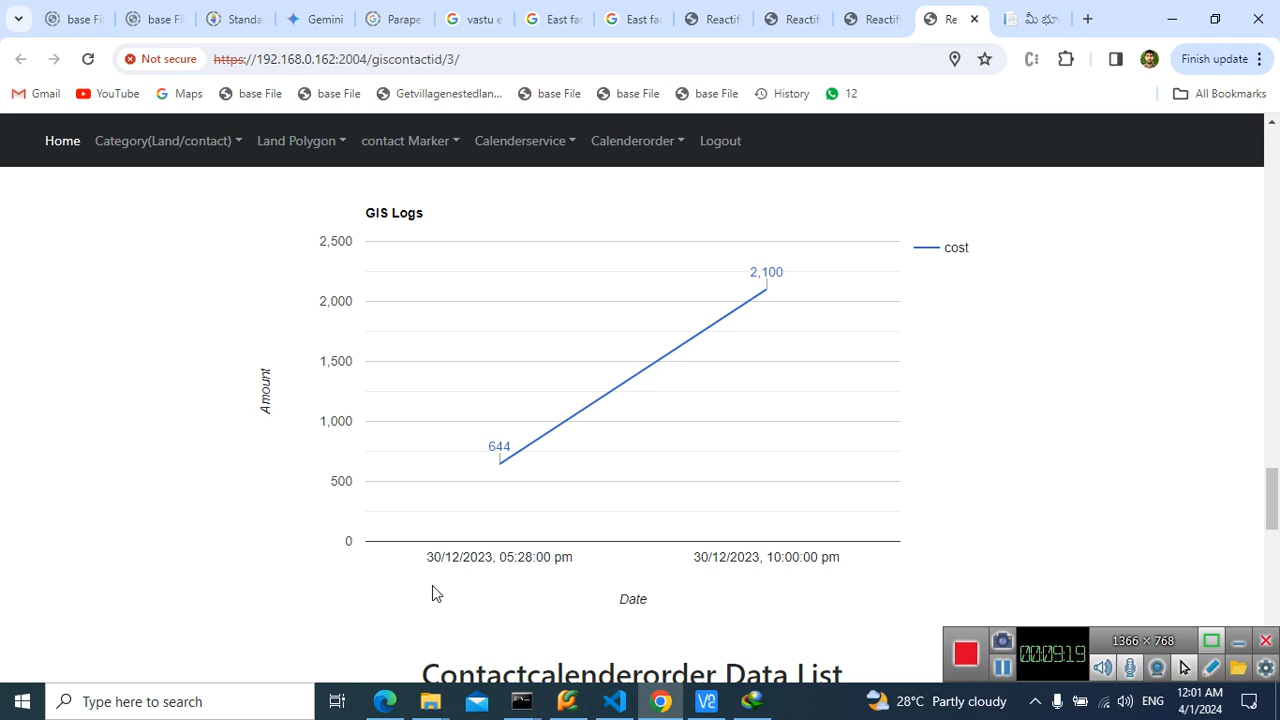 base Fi
base Fi
Standa
Gemini
Parape
vastu e
East fac
East fac
Reactif
Reactif
Reactif
Re
మీ భూ
Finish update
Not secure
https://192.168.0.162:2004/giscontactid/3/
Gmail YouTube Maps base File base File Getvillagenestedlan... base File base File base File History 12 All Bookmarks
Home Category(Land/contact) Land Polygon contact Marker Calenderservice Calenderorder Logout
GIS Logs
2,500
cost
2,100
2,000
1,500
Amount
1,000
644
500
0
30/12/2023, 05:28:00 pm 30/12/2023, 10:00:00 pm
Date
1366 × 768
00:09:19
Contactcalenderorder Data List
Type here to search
28°C Partly cloudy
ENG
12:01 AM
4/1/2024